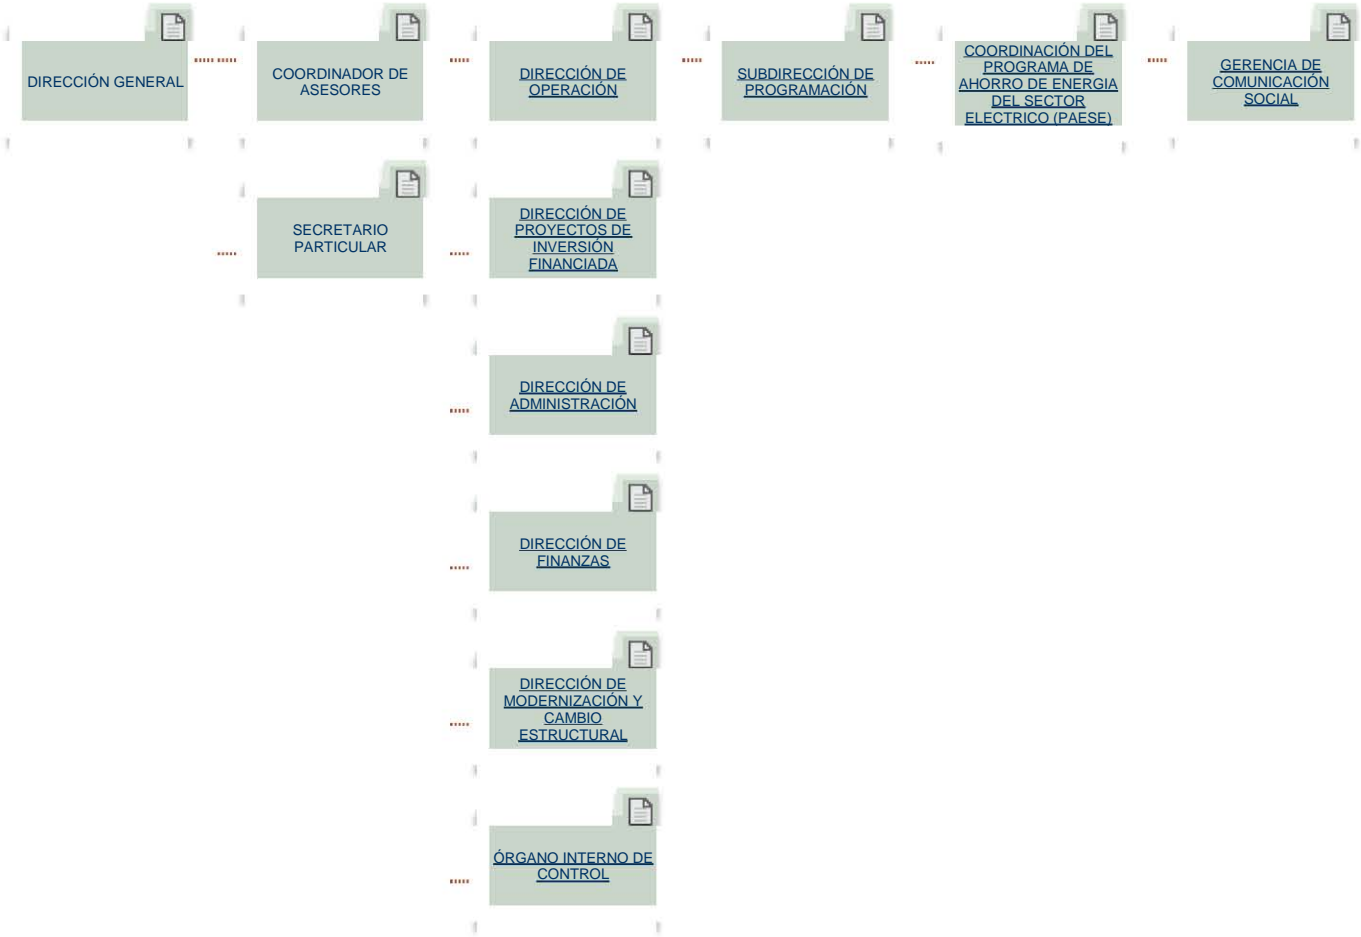 DIRECCIÓN GENERAL
COORDINADOR DE
ASESORES
DIRECCIÓN DE
OPERACIÓN
SUBDIRECCIÓN DE
PROGRAMACIÓN
COORDINACIÓN DEL
PROGRAMA DE
AHORRO DE ENERGIA
DEL SECTOR
ELECTRICO (PAESE)
GERENCIA DE
COMUNICACIÓN
SOCIAL
SECRETARIO
PARTICULAR
DIRECCIÓN DE
PROYECTOS DE
INVERSIÓN
FINANCIADA
DIRECCIÓN DE
ADMINISTRACIÓN
DIRECCIÓN DE
FINANZAS
DIRECCIÓN DE
MODERNIZACIÓN Y
CAMBIO
ESTRUCTURAL
ÓRGANO INTERNO DE
CONTROL